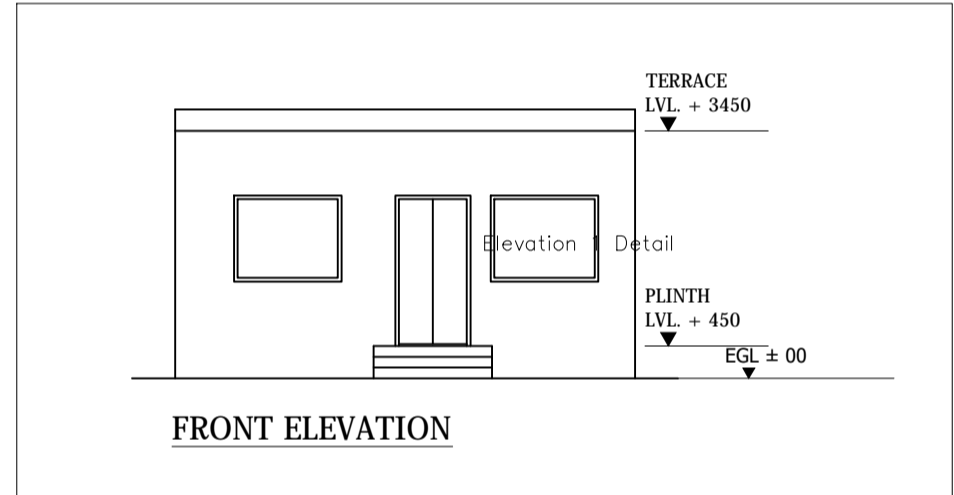 TERRACE
LVL. + 3450
Elevation 1 Detail
PLINTH
LVL. + 450
EGL ± 00
FRONT ELEVATION